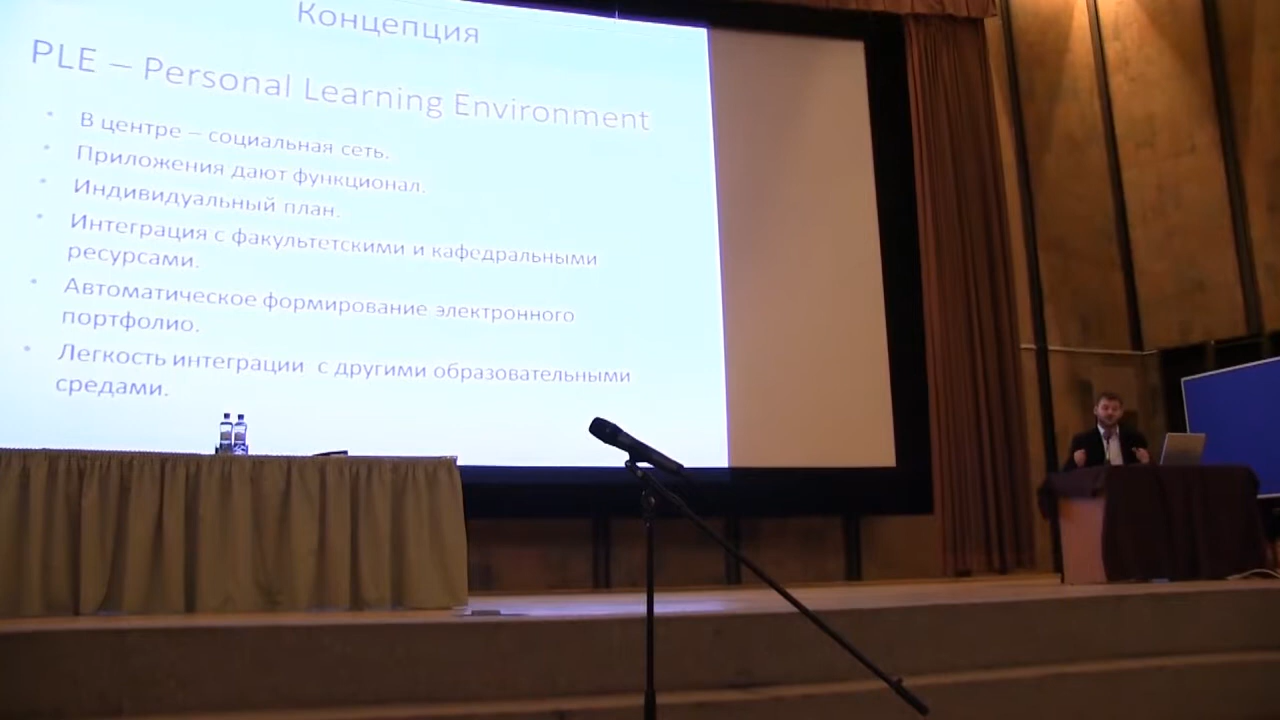 Концепция
PLE – Personal Learning Environment
• В центре – социальная сеть.
• Приложения дают функционал.
• Индивидуальный план.
• Интеграция с факультетскими и кафедральными
ресурсами.
• Автоматическое формирование электронного
портфолио.
• Легкость интеграции с другими образовательными
средами.